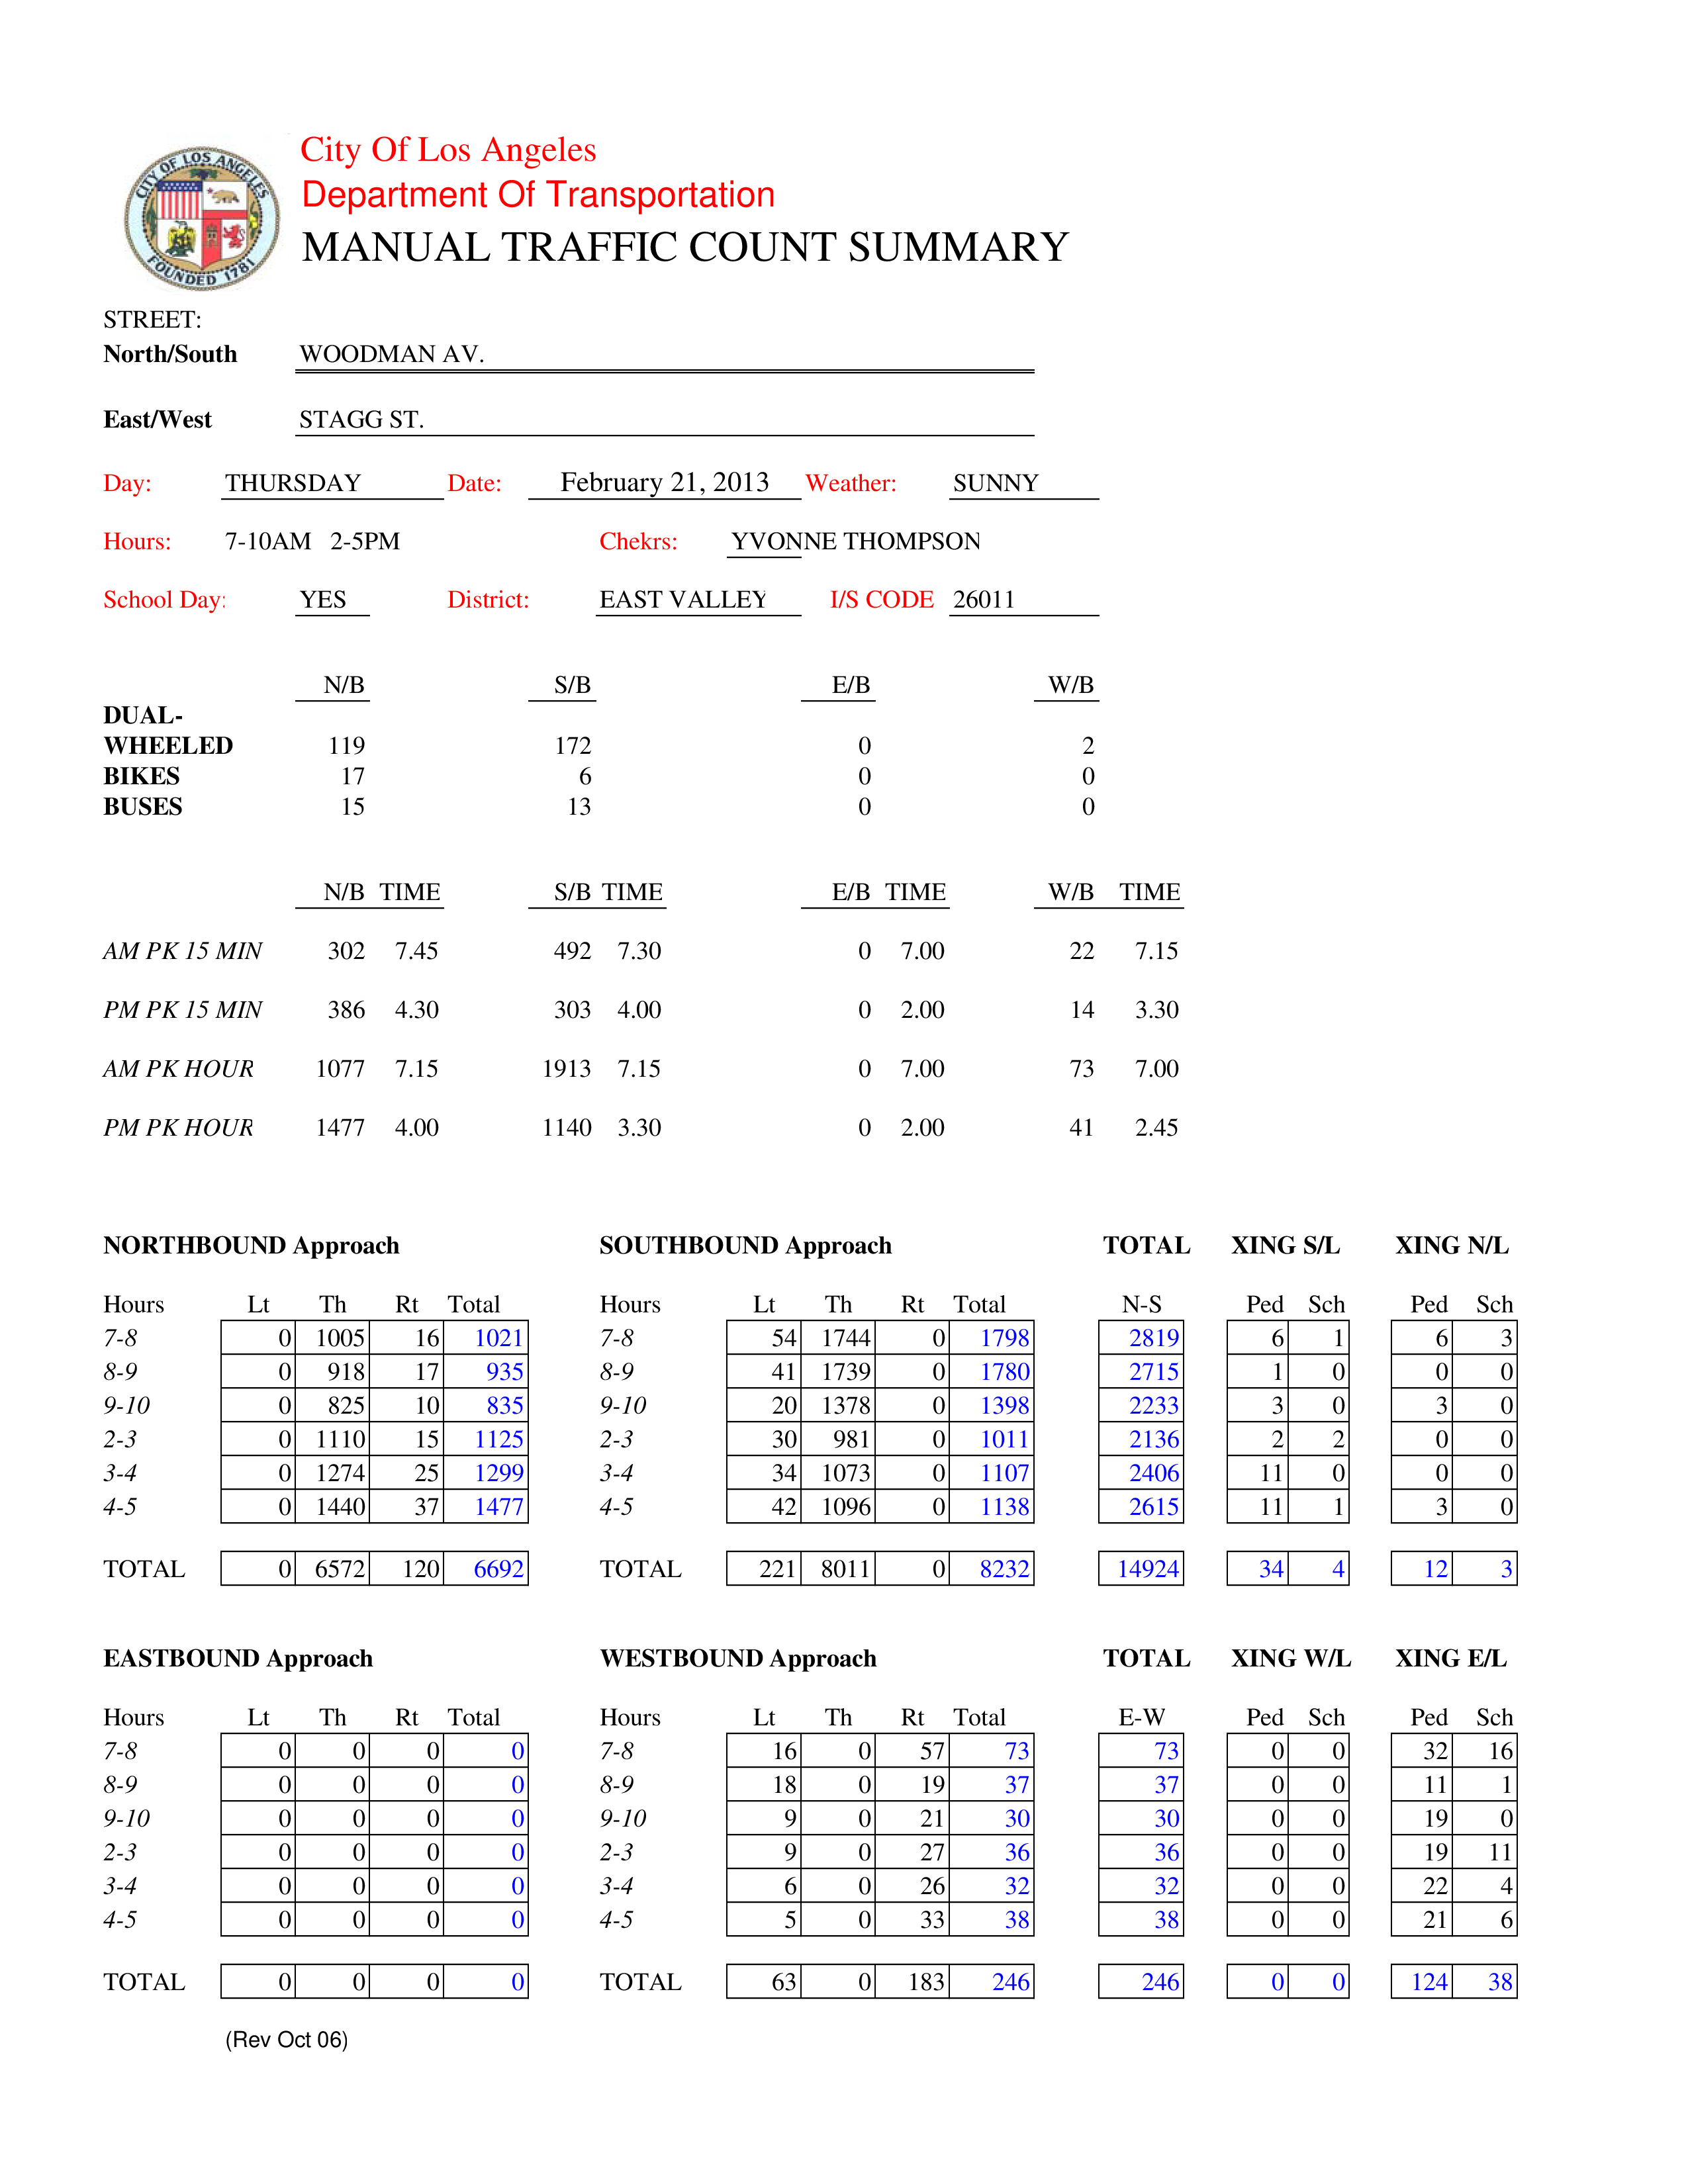 CITY OF LOS ANGELES
FOUNDED 1781
City Of Los Angeles
Department Of Transportation
MANUAL TRAFFIC COUNT SUMMARY
STREET:
North/South WOODMAN AV.
East/West STAGG ST.
Day: THURSDAY Date: February 21, 2013 Weather: SUNNY
Hours: 7-10AM 2-5PM Chekrs: YVONNE THOMPSON
School Day: YES District: EAST VALLEY I/S CODE 26011
N/B S/B E/B W/B
DUAL-
WHEELED 119 172 0 2
BIKES 17 6 0 0
BUSES 15 13 0 0
N/B TIME S/B TIME E/B TIME W/B TIME
AM PK 15 MIN 302 7.45 492 7.30 0 7.00 22 7.15
PM PK 15 MIN 386 4.30 303 4.00 0 2.00 14 3.30
AM PK HOUR 1077 7.15 1913 7.15 0 7.00 73 7.00
PM PK HOUR 1477 4.00 1140 3.30 0 2.00 41 2.45
NORTHBOUND Approach SOUTHBOUND Approach TOTAL XING S/L XING N/L
Hours Lt Th Rt Total Hours Lt Th Rt Total N-S Ped Sch Ped Sch
7-8 0 1005 16 1021 7-8 54 1744 0 1798 2819 6 1 6 3
8-9 0 918 17 935 8-9 41 1739 0 1780 2715 1 0 0 0
9-10 0 825 10 835 9-10 20 1378 0 1398 2233 3 0 3 0
2-3 0 1110 15 1125 2-3 30 981 0 1011 2136 2 2 0 0
3-4 0 1274 25 1299 3-4 34 1073 0 1107 2406 11 0 0 0
4-5 0 1440 37 1477 4-5 42 1096 0 1138 2615 11 1 3 0
TOTAL 0 6572 120 6692 TOTAL 221 8011 0 8232 14924 34 4 12 3
EASTBOUND Approach WESTBOUND Approach TOTAL XING W/L XING E/L
Hours Lt Th Rt Total Hours Lt Th Rt Total E-W Ped Sch Ped Sch
7-8 0 0 0 0 7-8 16 0 57 73 73 0 0 32 16
8-9 0 0 0 0 8-9 18 0 19 37 37 0 0 11 1
9-10 0 0 0 0 9-10 9 0 21 30 30 0 0 19 0
2-3 0 0 0 0 2-3 9 0 27 36 36 0 0 19 11
3-4 0 0 0 0 3-4 6 0 26 32 32 0 0 22 4
4-5 0 0 0 0 4-5 5 0 33 38 38 0 0 21 6
TOTAL 0 0 0 0 TOTAL 63 0 183 246 246 0 0 124 38
(Rev Oct 06)